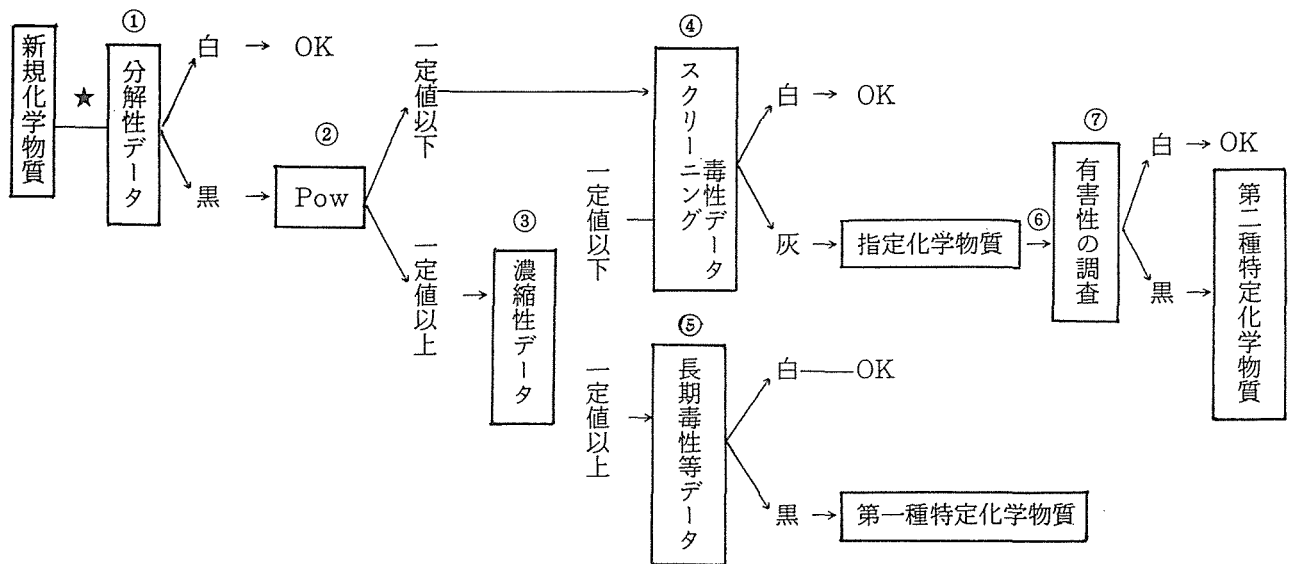 新規化学物質
★
①
分解性データ
白 → OK
黒 →
②
Pow
一定値以下
一定値以上 →
③
濃縮性データ
一定値以下
一定値以上 →
④
スクリーニング
毒性データ
白 → OK
灰 →
指定化学物質
⑥
→
⑦
有害性の調査
白 → OK
黒 →
第二種特定化学物質
⑤
長期毒性等データ
白――OK
黒 →
第一種特定化学物質